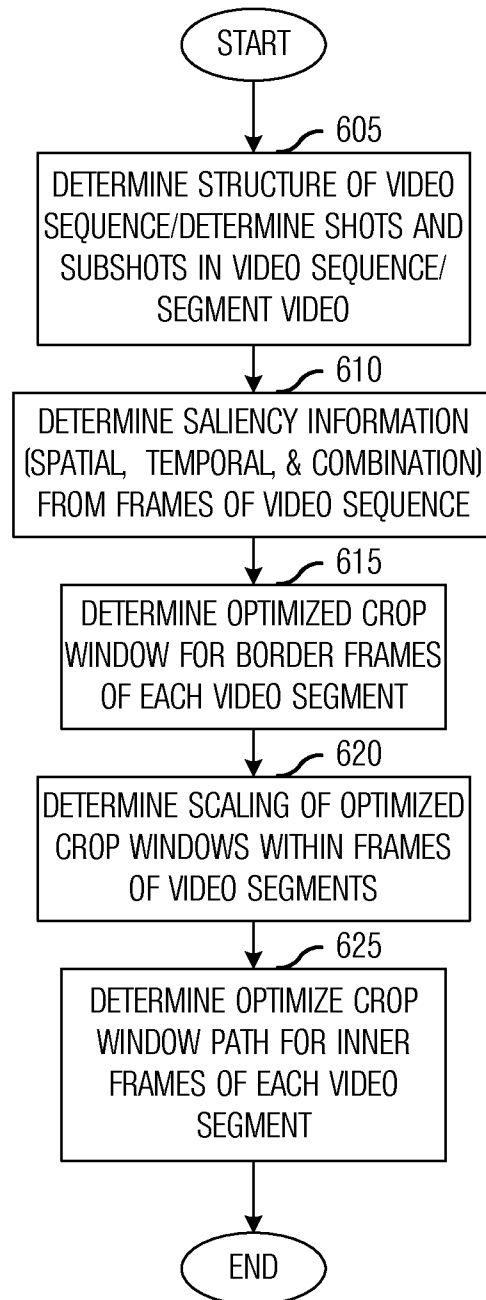 START
605
DETERMINE STRUCTURE OF VIDEO
SEQUENCE/DETERMINE SHOTS AND
SUBSHOTS IN VIDEO SEQUENCE/
SEGMENT VIDEO
610
DETERMINE SALIENCY INFORMATION
(SPATIAL, TEMPORAL, & COMBINATION)
FROM FRAMES OF VIDEO SEQUENCE
615
DETERMINE OPTIMIZED CROP
WINDOW FOR BORDER FRAMES
OF EACH VIDEO SEGMENT
620
DETERMINE SCALING OF OPTIMIZED
CROP WINDOWS WITHIN FRAMES
OF VIDEO SEGMENTS
625
DETERMINE OPTIMIZE CROP
WINDOW PATH FOR INNER
FRAMES OF EACH VIDEO
SEGMENT
END